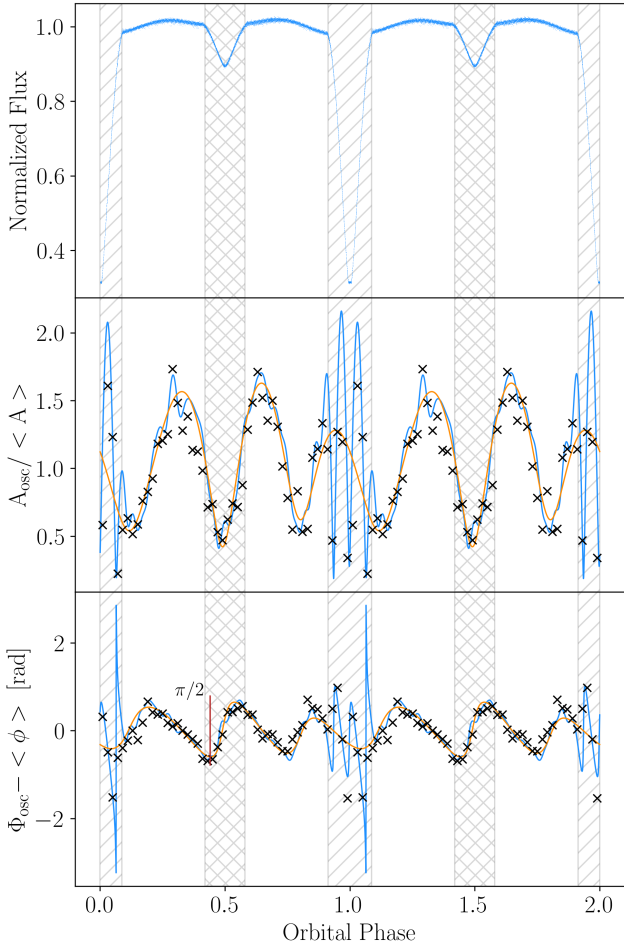 1.0
0.8
0.6
0.4
Normalized Flux
2.0
1.5
1.0
0.5
A_osc/ < A >
2
0
−2
Φ_osc− < ϕ > [rad]
π/2
0.0 0.5 1.0 1.5 2.0
Orbital Phase